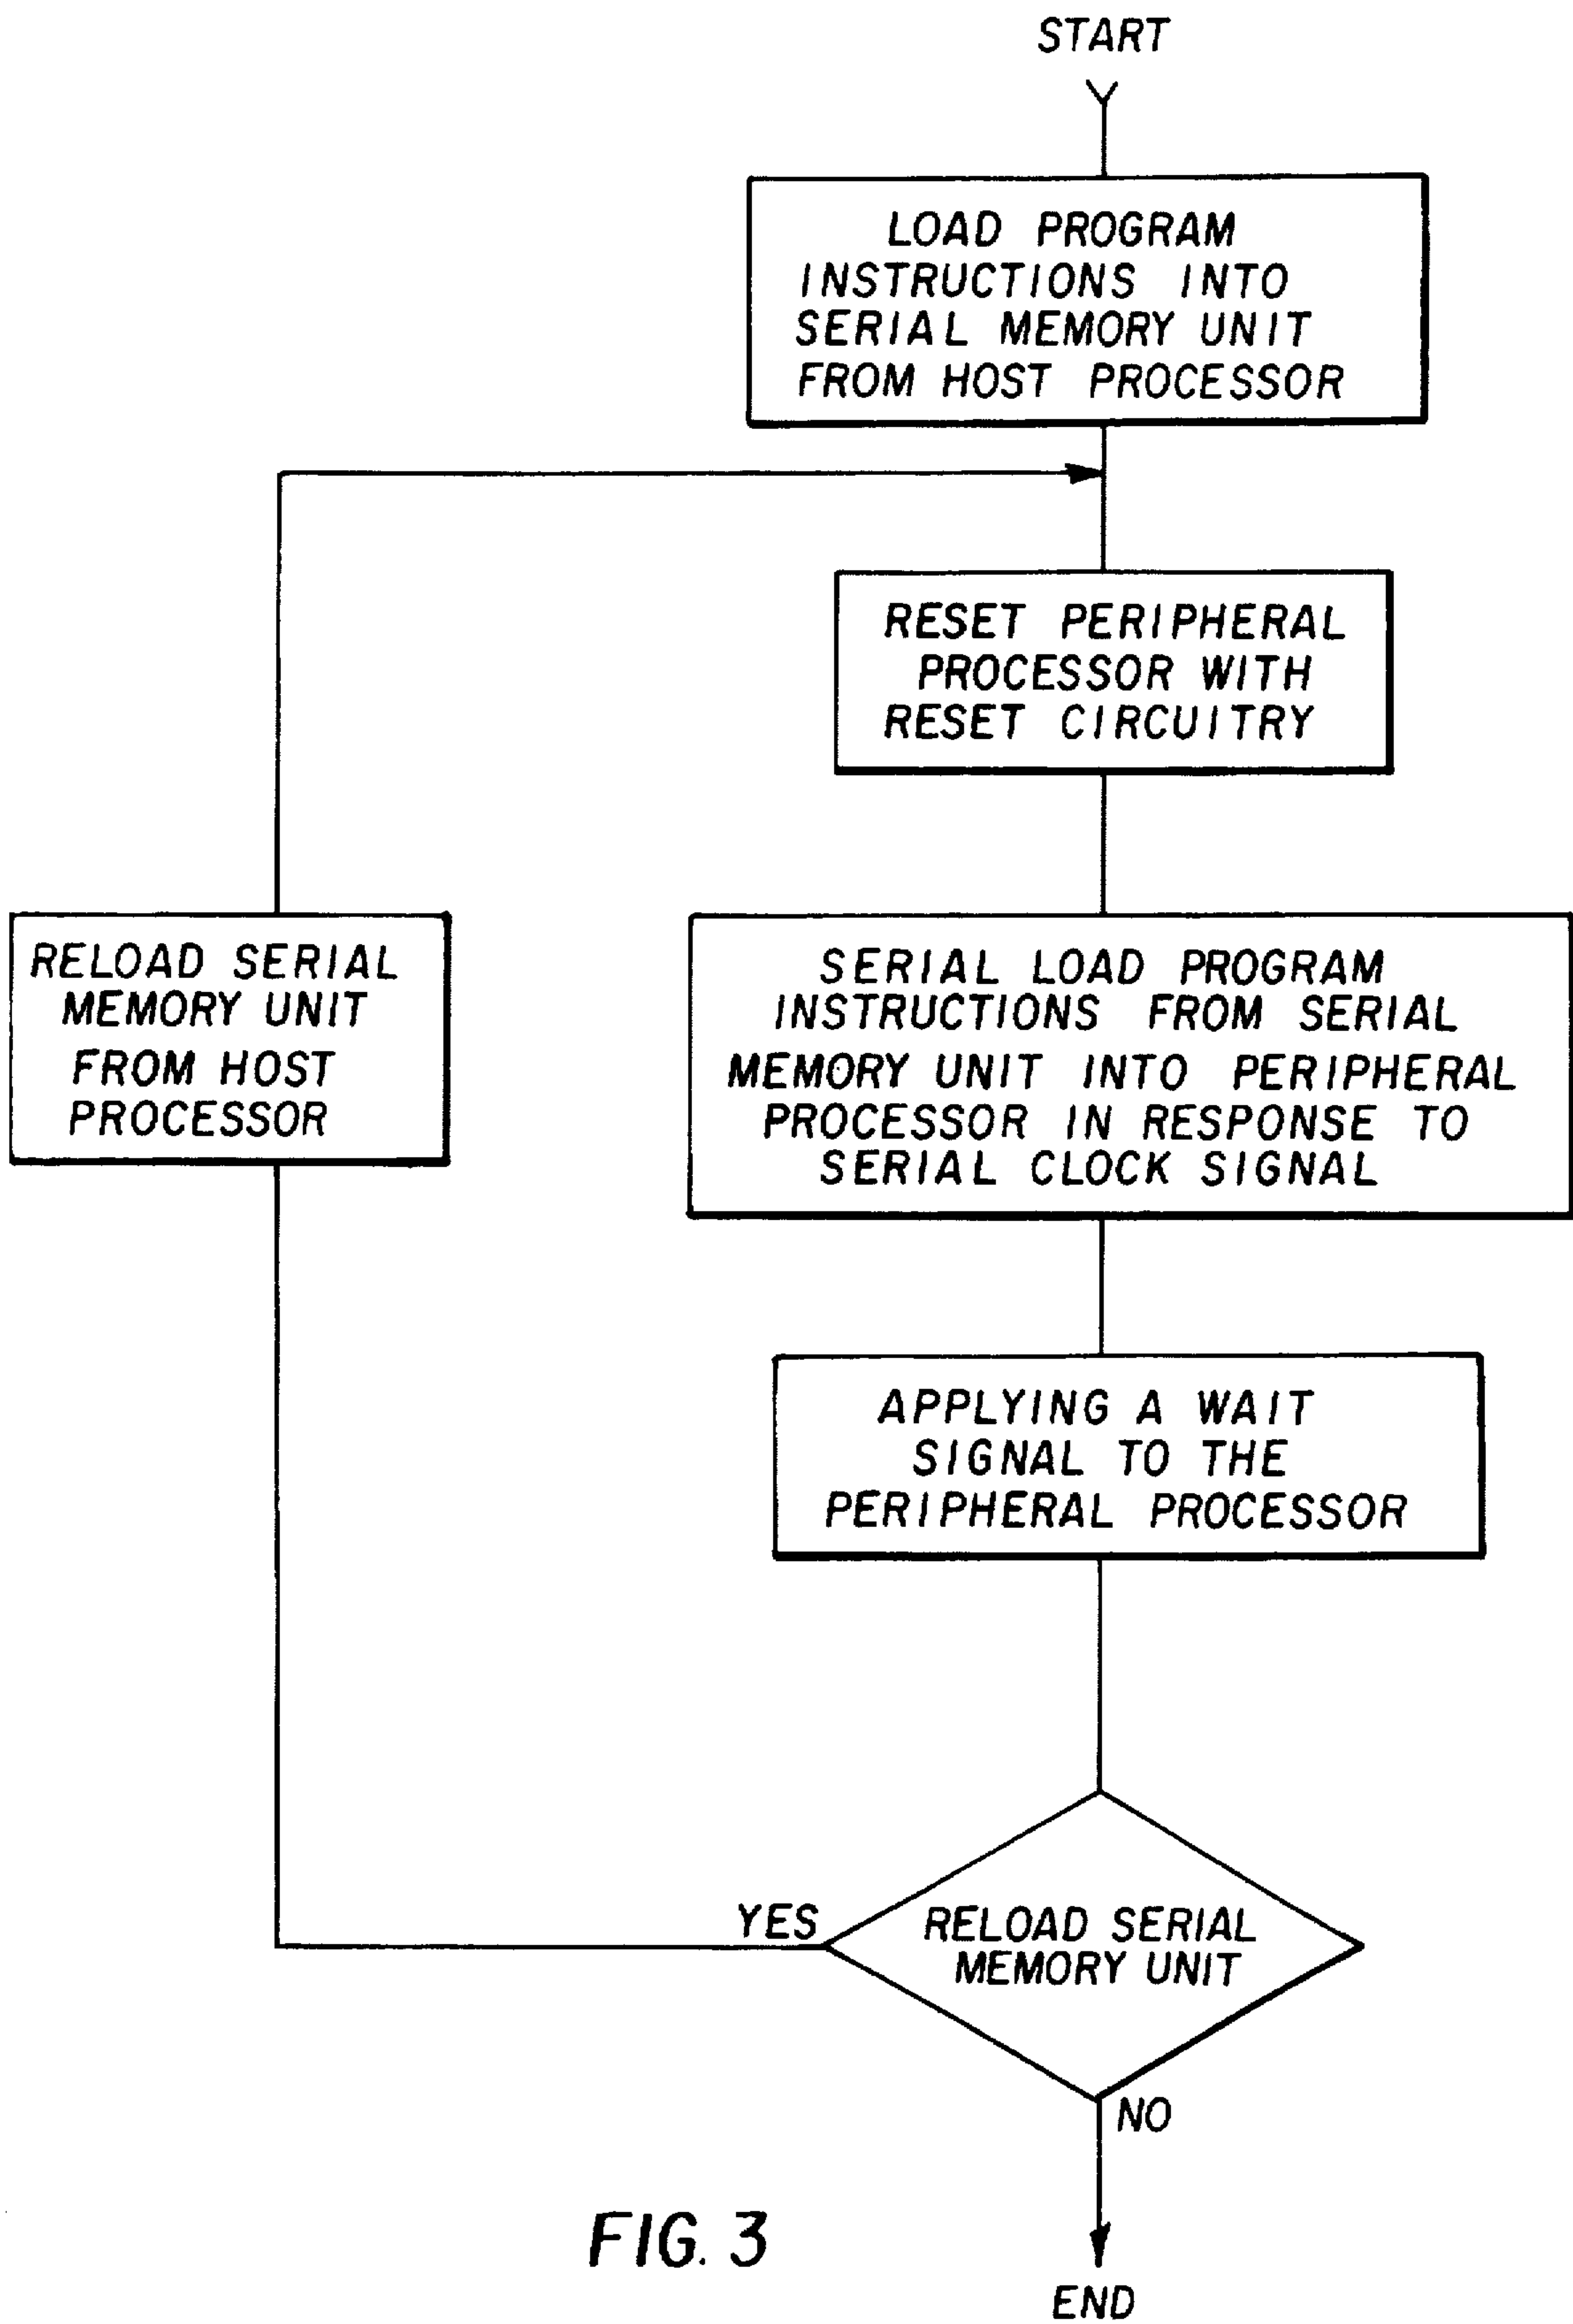 START
LOAD PROGRAM
INSTRUCTIONS INTO
SERIAL MEMORY UNIT
FROM HOST PROCESSOR
RESET PERIPHERAL
PROCESSOR WITH
RESET CIRCUITRY
RELOAD SERIAL
MEMORY UNIT
FROM HOST
PROCESSOR
SERIAL LOAD PROGRAM
INSTRUCTIONS FROM SERIAL
MEMORY UNIT INTO PERIPHERAL
PROCESSOR IN RESPONSE TO
SERIAL CLOCK SIGNAL
APPLYING A WAIT
SIGNAL TO THE
PERIPHERAL PROCESSOR
YES
RELOAD SERIAL
MEMORY UNIT
NO
FIG. 3
END